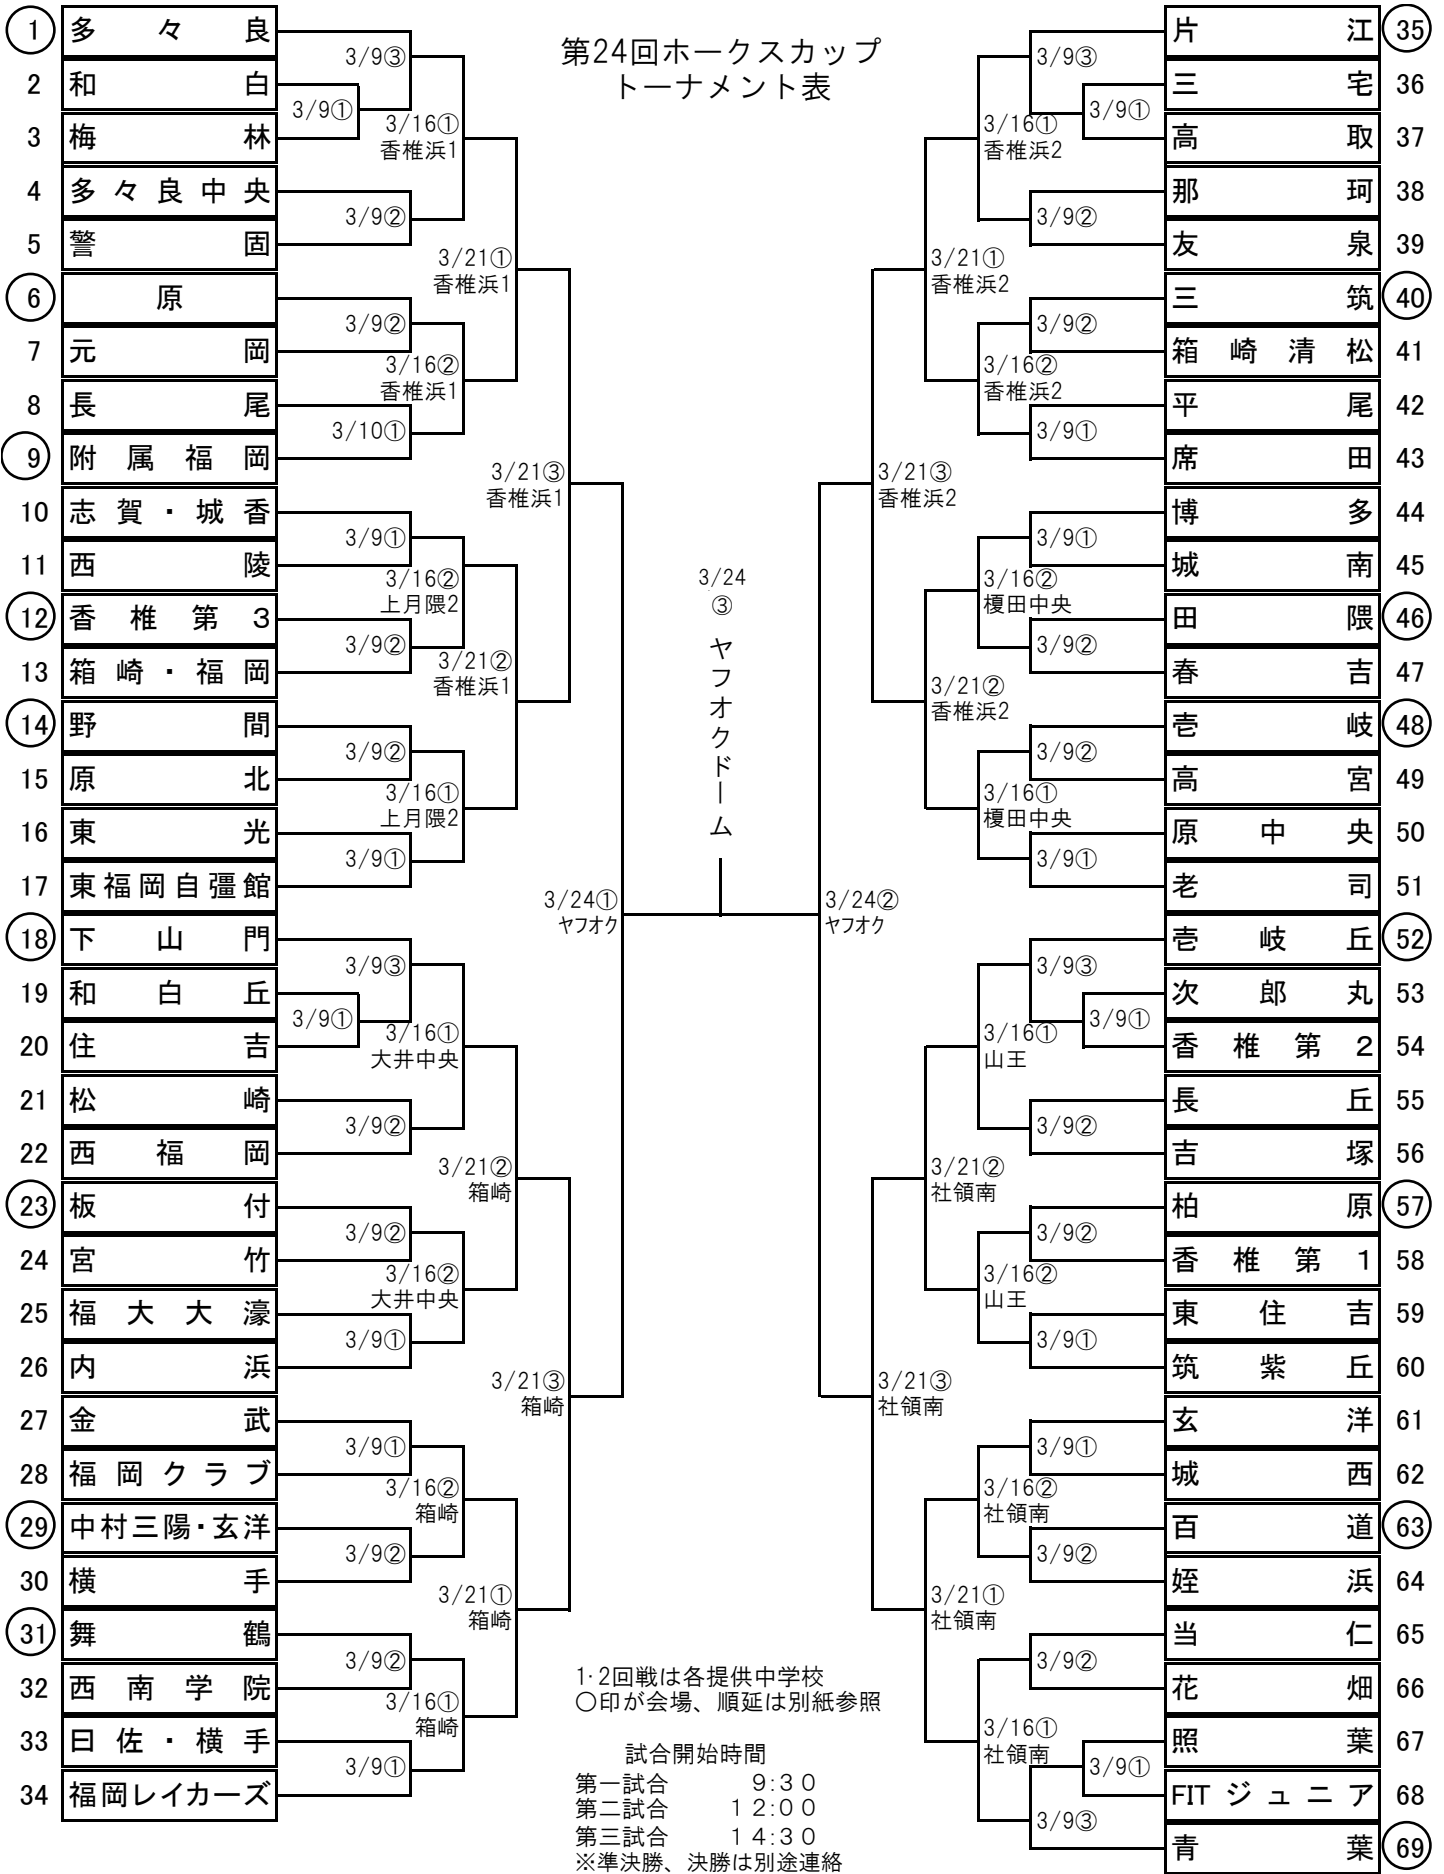 第24回ホークスカップ
トーナメント表
1 多々良
2 和白
3 梅林
4 多々良中央
5 警固
6 原
7 元岡
8 長尾
9 附属福岡
10 志賀・城香
11 西陵
12 香椎第3
13 箱崎・福岡
14 野間
15 原北
16 東光
17 東福岡自彊館
18 下山門
19 和白丘
20 住吉
21 松崎
22 西福岡
23 板付
24 宮竹
25 福大大濠
26 内浜
27 金武
28 福岡クラブ
29 中村三陽・玄洋
30 横手
31 舞鶴
32 西南学院
33 曰佐・横手
34 福岡レイカーズ
3/9③
3/9①
3/9②
3/9②
3/10①
3/9①
3/9②
3/9②
3/9①
3/9③
3/9①
3/9②
3/9②
3/9①
3/9①
3/9②
3/9②
3/9①
3/16①
香椎浜1
3/16②
香椎浜1
3/16②
上月隈2
3/16①
上月隈2
3/16①
大井中央
3/16②
大井中央
3/16②
箱崎
3/16①
箱崎
3/21①
香椎浜1
3/21②
香椎浜1
3/21②
箱崎
3/21①
箱崎
3/21③
香椎浜1
3/21③
箱崎
3/24①
ヤフオク
3/24
③
ヤフオクドーム
3/24②
ヤフオク
3/21③
香椎浜2
3/21③
社領南
3/21①
香椎浜2
3/21②
香椎浜2
3/21②
社領南
3/21①
社領南
3/16①
香椎浜2
3/16②
香椎浜2
3/16②
榎田中央
3/16①
榎田中央
3/16①
山王
3/16②
山王
3/16②
社領南
3/16①
社領南
3/9③
3/9①
3/9②
3/9②
3/9①
3/9①
3/9②
3/9②
3/9①
3/9③
3/9①
3/9②
3/9②
3/9①
3/9①
3/9②
3/9②
3/9①
3/9③
片江 35
三宅 36
高取 37
那珂 38
友泉 39
三筑 40
箱崎清松 41
平尾 42
席田 43
博多 44
城南 45
田隈 46
春吉 47
壱岐 48
高宮 49
原中央 50
老司 51
壱岐丘 52
次郎丸 53
香椎第2 54
長丘 55
吉塚 56
柏原 57
香椎第1 58
東住吉 59
筑紫丘 60
玄洋 61
城西 62
百道 63
姪浜 64
当仁 65
花畑 66
照葉 67
FITジュニア 68
青葉 69
1･2回戦は各提供中学校
○印が会場、順延は別紙参照
試合開始時間
第一試合 9:30
第二試合 12:00
第三試合 14:30
※準決勝、決勝は別途連絡